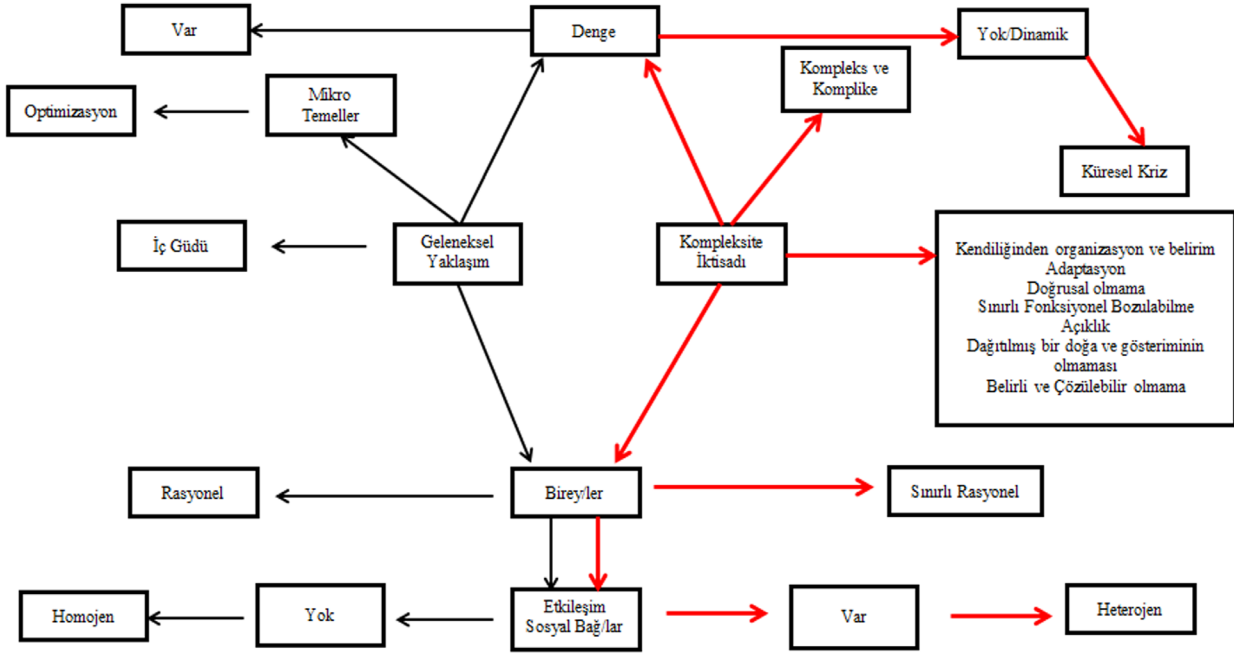 Var
Denge
Yok/Dinamik
Kompleks ve
Komplike
Optimizasyon
Mikro
Temeller
Küresel Kriz
İç Güdü
Geleneksel
Yaklaşım
Kompleksite
İktisadı
Kendiliğinden organizasyon ve belirim
Adaptasyon
Doğrusal olmama
Sınırlı Fonksiyonel Bozulabilme
Açıklık
Dağıtılmış bir doğa ve gösteriminin
olmaması
Belirli ve Çözülebilir olmama
Rasyonel
Birey/ler
Sınırlı Rasyonel
Homojen
Yok
Etkileşim
Sosyal Bağ/lar
Var
Heterojen